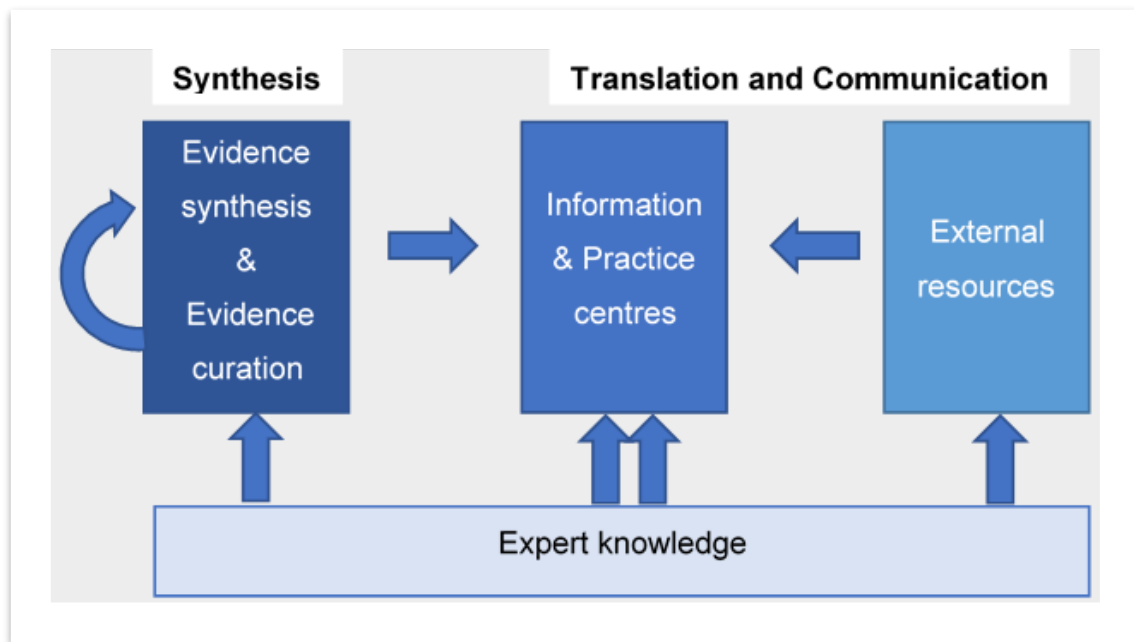 Synthesis
Translation and Communication
Evidence
synthesis
&
Evidence
curation
Information
& Practice
centres
External
resources
Expert knowledge